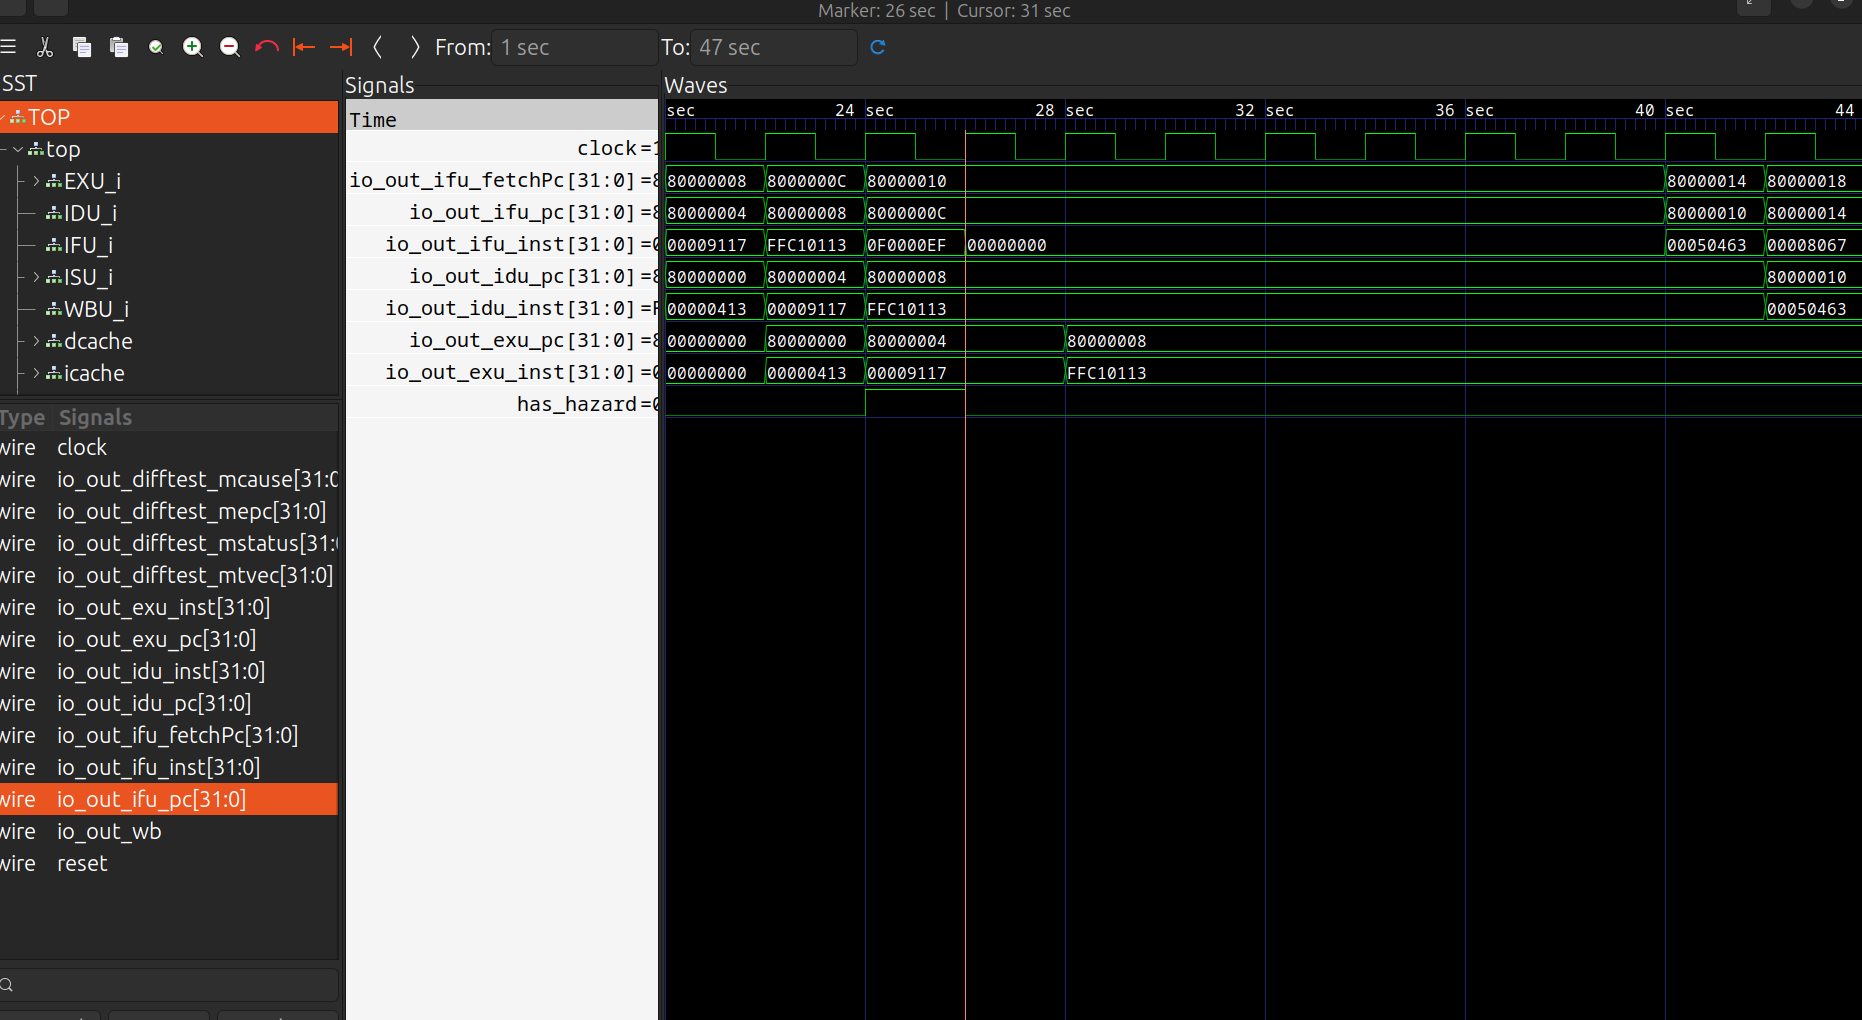 Marker: 26 sec | Cursor: 31 sec
From: 1 sec To: 47 sec
SST
TOP
top
EXU_i
IDU_i
IFU_i
ISU_i
WBU_i
dcache
icache
Type Signals
wire clock
wire io_out_difftest_mcause[31:0
wire io_out_difftest_mepc[31:0]
wire io_out_difftest_mstatus[31:
wire io_out_difftest_mtvec[31:0]
wire io_out_exu_inst[31:0]
wire io_out_exu_pc[31:0]
wire io_out_idu_inst[31:0]
wire io_out_idu_pc[31:0]
wire io_out_ifu_fetchPc[31:0]
wire io_out_ifu_inst[31:0]
wire io_out_ifu_pc[31:0]
wire io_out_wb
wire reset
Signals
Time
clock=1
io_out_ifu_fetchPc[31:0]=8
io_out_ifu_pc[31:0]=8
io_out_ifu_inst[31:0]=0
io_out_idu_pc[31:0]=8
io_out_idu_inst[31:0]=F
io_out_exu_pc[31:0]=8
io_out_exu_inst[31:0]=0
has_hazard=0
Waves
sec 24 sec 28 sec 32 sec 36 sec 40 sec 44
80000008 8000000C 80000010 80000014 80000018
80000004 80000008 8000000C 80000010 80000014
00009117 FFC10113 0F0000EF 00000000 00050463 00008067
80000000 80000004 80000008 80000010
00000413 00009117 FFC10113 00050463
00000000 80000000 80000004 80000008
00000000 00000413 00009117 FFC10113